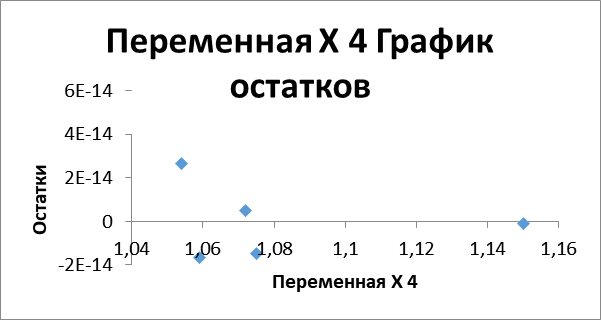 Переменная X 4 График
остатков
6E-14
4E-14
2E-14
0
-2E-14
1,04
1,06
1,08
1,1
1,12
1,14
1,16
Остатки
Переменная X 4